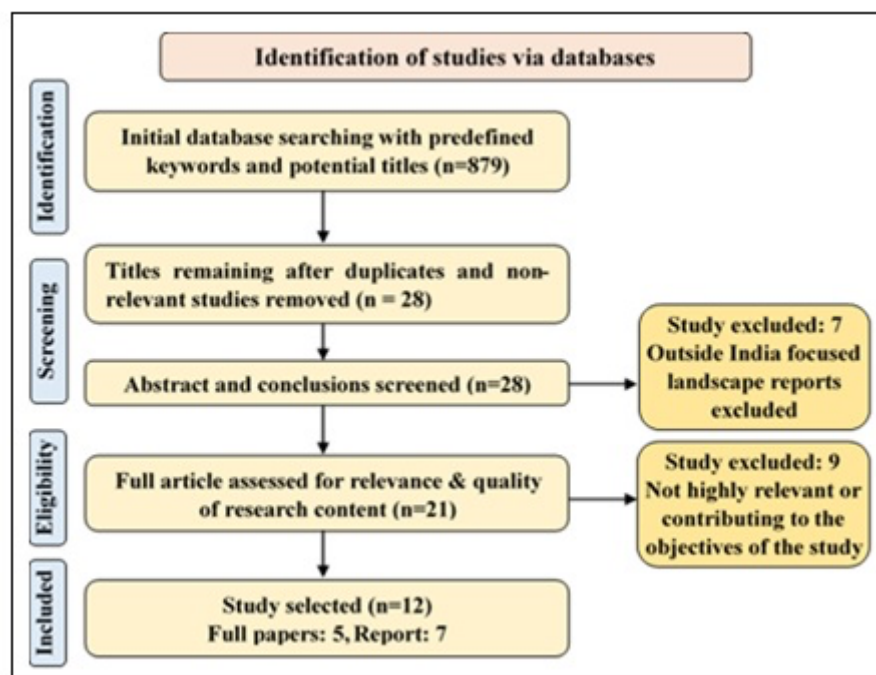 Identification of studies via databases
Identification
Initial database searching with predefined
keywords and potential titles (n=879)
Screening
Titles remaining after duplicates and non-
relevant studies removed (n = 28)
Abstract and conclusions screened (n=28)
Study excluded: 7
Outside India focused
landscape reports
excluded
Eligibility
Full article assessed for relevance & quality
of research content (n=21)
Study excluded: 9
Not highly relevant or
contributing to the
objectives of the study
Included
Study selected (n=12)
Full papers: 5, Report: 7